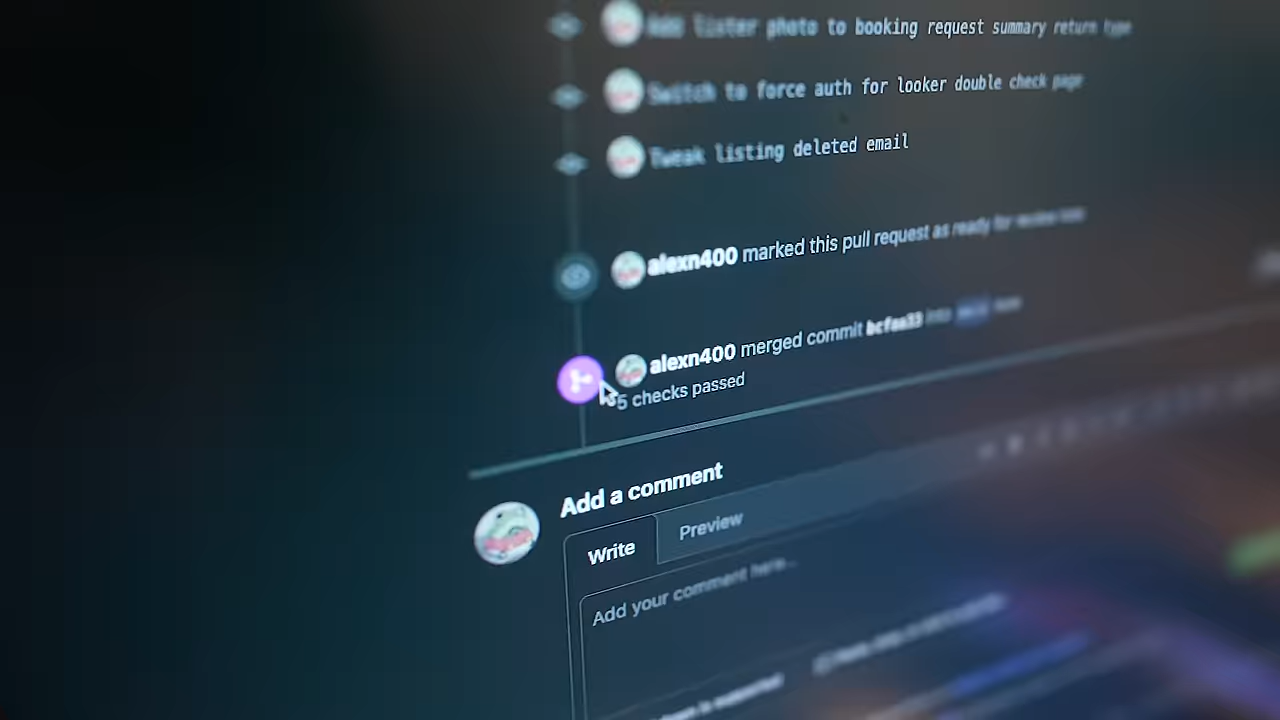 Add lister photo to booking request summary return type
Switch to force auth for looker double check page
Tweak listing deleted email
alexn400 marked this pull request as ready for review
alexn400 merged commit bcfaa33 into
5 checks passed
Add a comment
Write
Preview
Add your comment here...
is supported